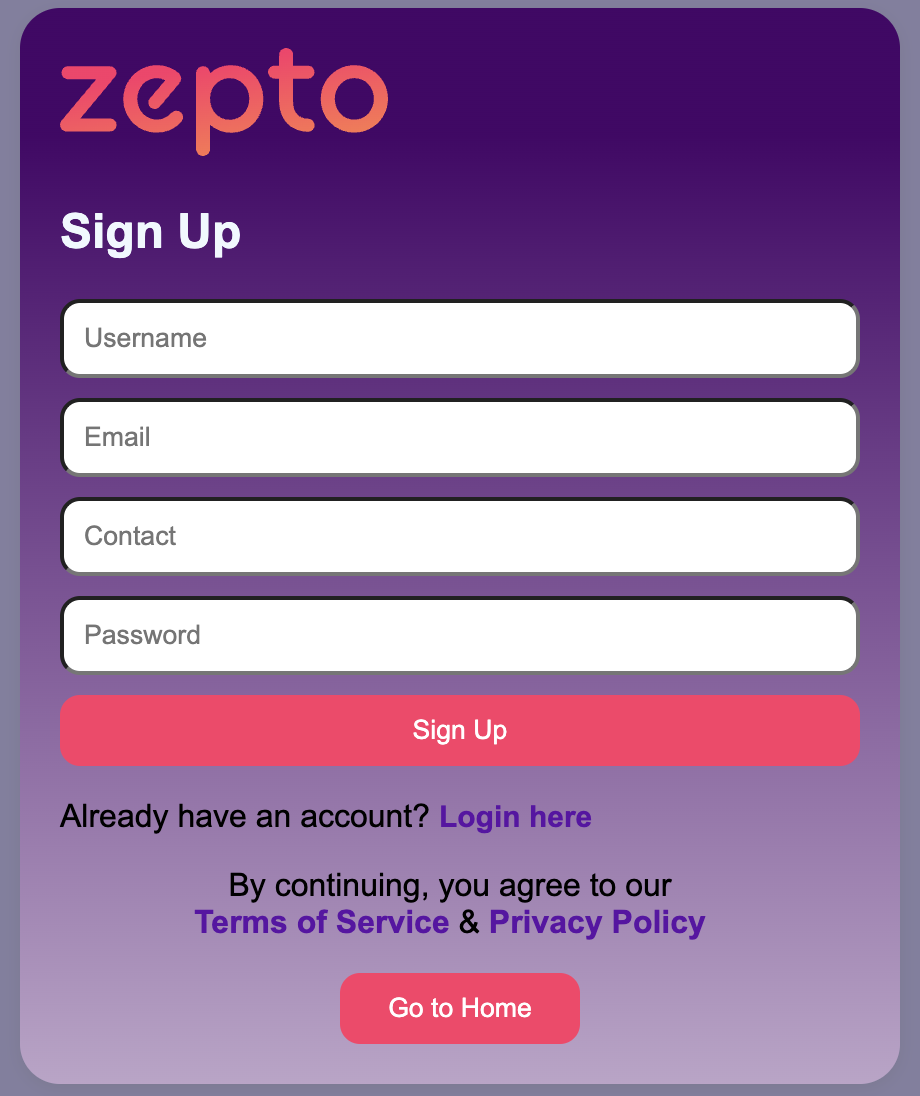 zepto
Sign Up
Username
Email
Contact
Password
Sign Up
Already have an account? Login here
By continuing, you agree to our
Terms of Service & Privacy Policy
Go to Home